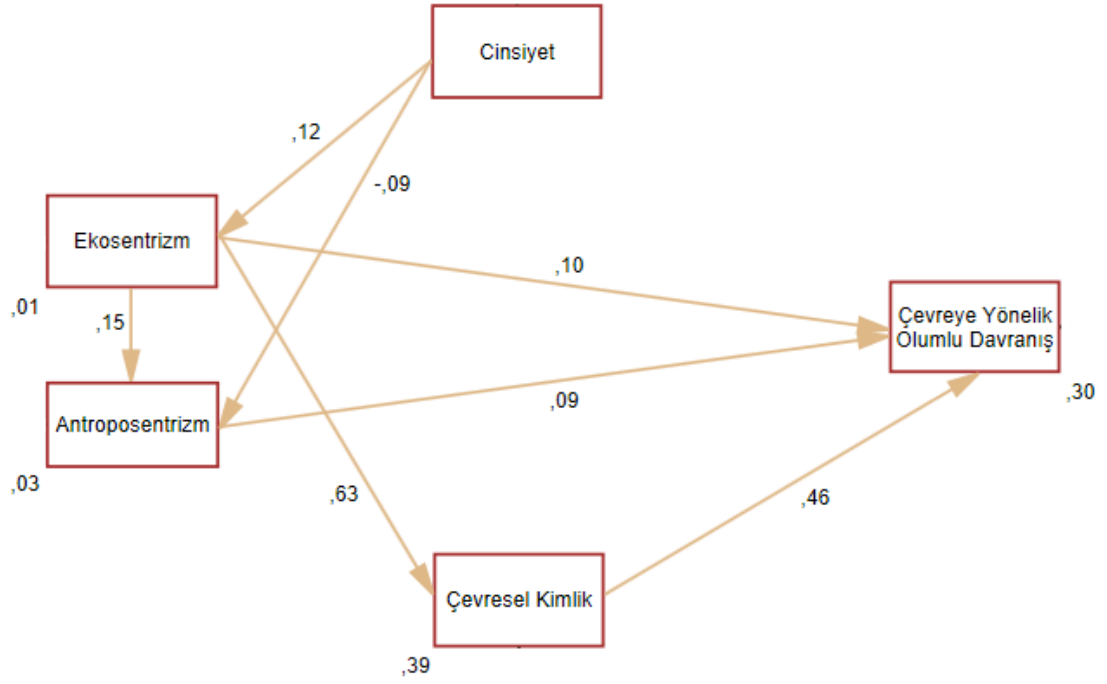 Cinsiyet
,12
-,09
Ekosentrizm
,10
,01
,15
Çevreye Yönelik
Olumlu Davranış
,09
,30
Antroposentrizm
,03
,63
,46
Çevresel Kimlik
,39